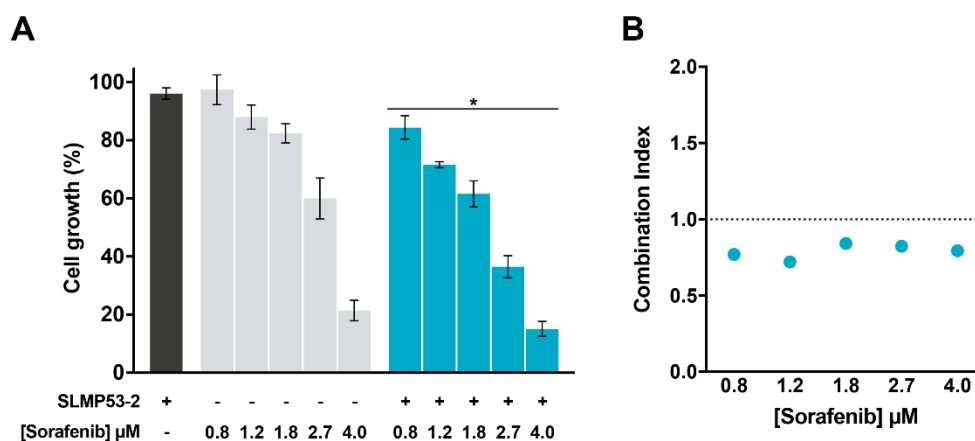 A
Cell growth (%)
100
80
60
40
20
0
*
SLMP53-2 + - - - - - + + + + +
[Sorafenib] µM - 0.8 1.2 1.8 2.7 4.0 0.8 1.2 1.8 2.7 4.0
B
Combination Index
2.0
1.5
1.0
0.5
0.0
0.8 1.2 1.8 2.7 4.0
[Sorafenib] µM